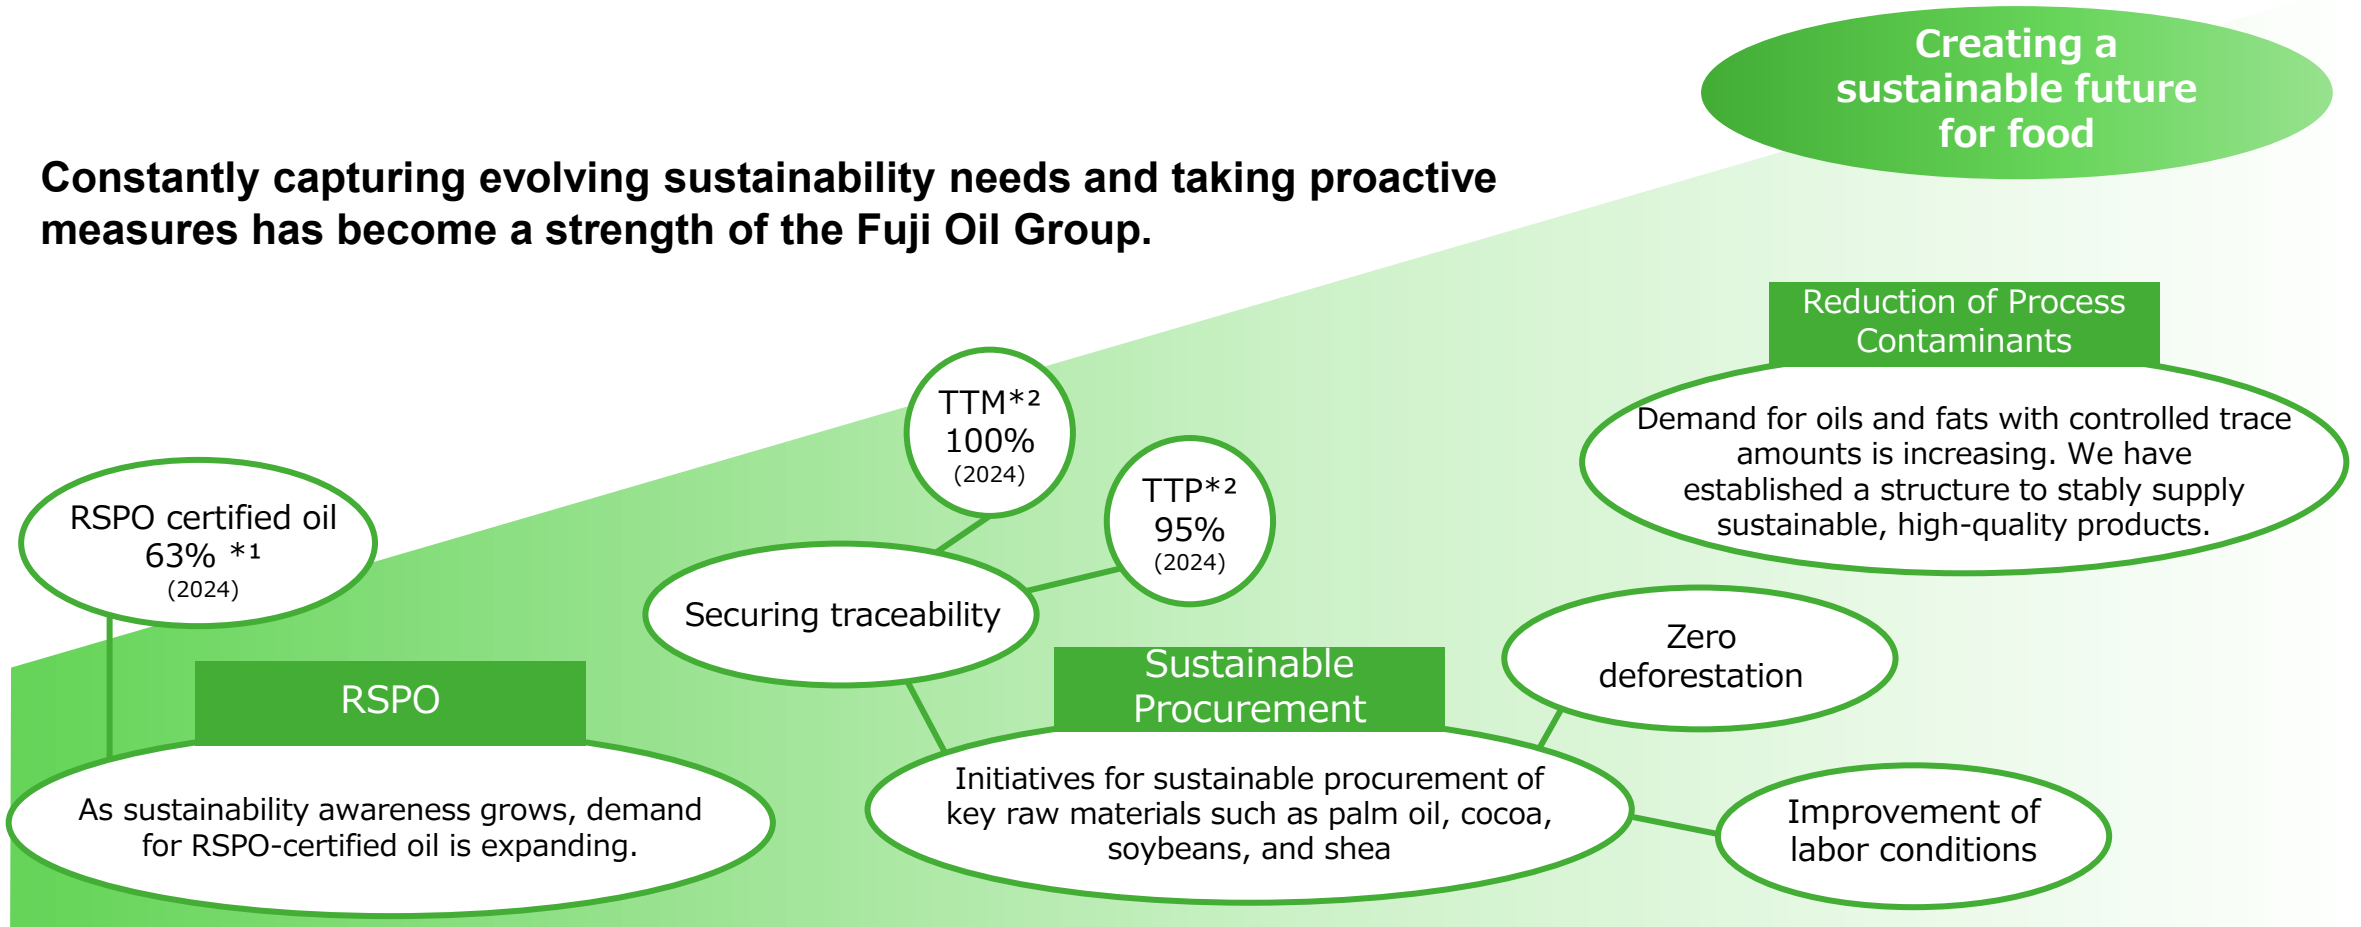 Creating a
sustainable future
for food
Constantly capturing evolving sustainability needs and taking proactive
measures has become a strength of the Fuji Oil Group.
RSPO certified oil
63% *¹
(2024)
RSPO
As sustainability awareness grows, demand
for RSPO-certified oil is expanding.
TTM*²
100%
(2024)
TTP*²
95%
(2024)
Securing traceability
Sustainable
Procurement
Initiatives for sustainable procurement of
key raw materials such as palm oil, cocoa,
soybeans, and shea
Zero
deforestation
Improvement of
labor conditions
Reduction of Process
Contaminants
Demand for oils and fats with controlled trace
amounts is increasing. We have
established a structure to stably supply
sustainable, high-quality products.